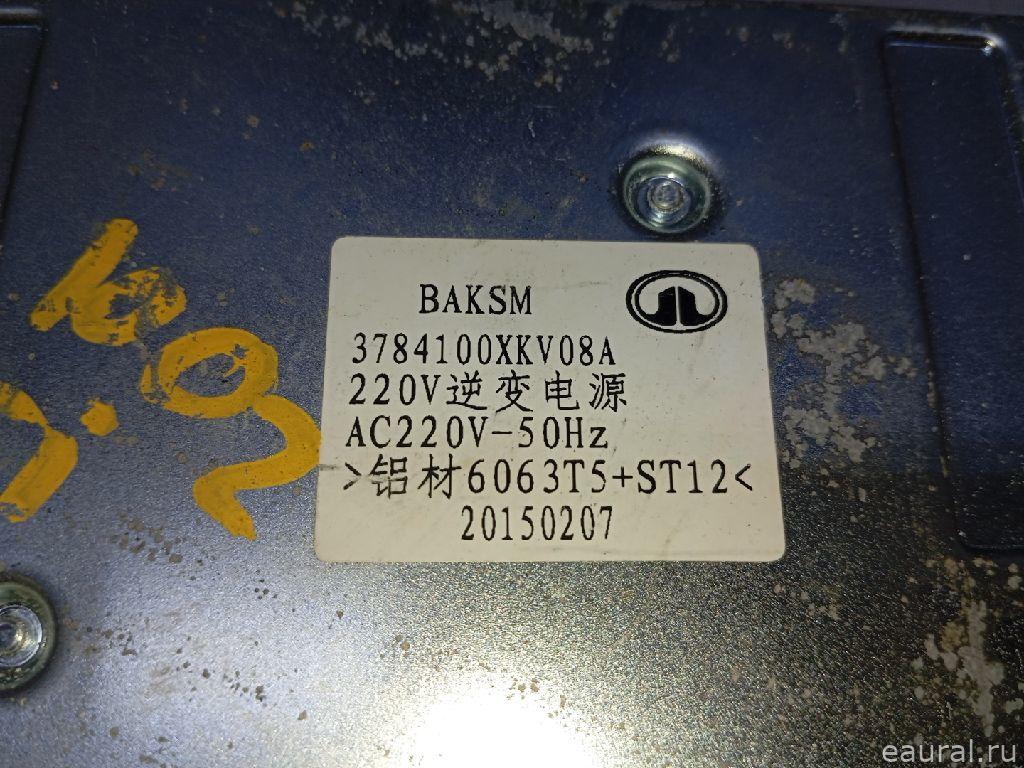 BAKSM
3784100XKV08A
220V逆变电源
AC220V-50Hz
>铝材6063T5+ST12<
20150207
eaural.ru